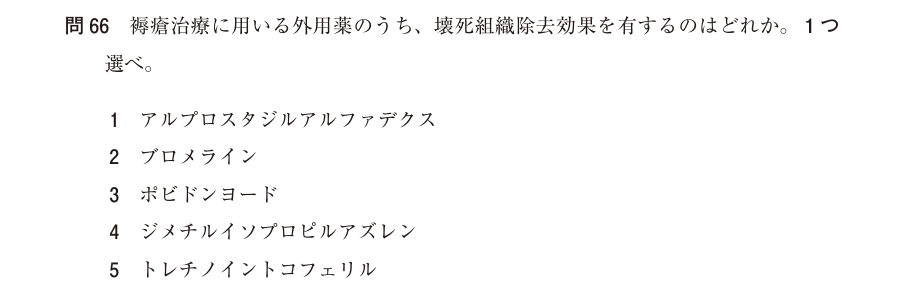 問 66 褥瘡治療に用いる外用薬のうち、壊死組織除去効果を有するのはどれか。1つ
選べ。
1 アルプロスタジルアルファデクス
2 ブロメライン
3 ポビドンヨード
4 ジメチルイソプロピルアズレン
5 トレチノイントコフェリル